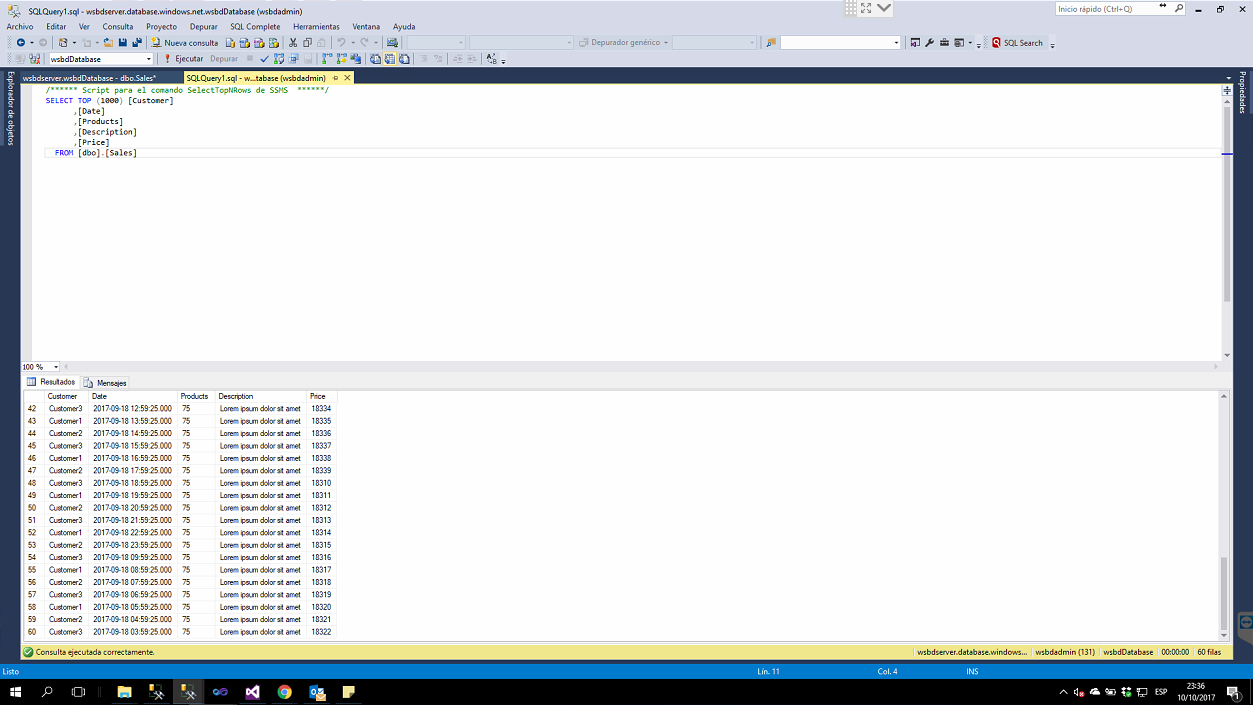 SQLQuery1.sql - wsbdserver.database.windows.net.wsbdDatabase (wsbdadmin)
Inicio rápido (Ctrl+Q)
Archivo Editar Ver Consulta Proyecto Depurar SQL Complete Herramientas Ventana Ayuda
Nueva consulta Depurador genérico SQL Search
wsbdDatabase Ejecutar Depurar
Explorador de objetos
Propiedades
wsbdserver.wsbdDatabase - dbo.Sales* SQLQuery1.sql - w...tabase (wsbdadmin)
/****** Script para el comando SelectTopNRows de SSMS ******/
SELECT TOP (1000) [Customer]
,[Date]
,[Products]
,[Description]
,[Price]
FROM [dbo].[Sales]
100 %
Resultados Mensajes
Customer Date Products Description Price
42 Customer3 2017-09-18 12:59:25.000 75 Lorem ipsum dolor sit amet 18334
43 Customer1 2017-09-18 13:59:25.000 75 Lorem ipsum dolor sit amet 18335
44 Customer2 2017-09-18 14:59:25.000 75 Lorem ipsum dolor sit amet 18336
45 Customer3 2017-09-18 15:59:25.000 75 Lorem ipsum dolor sit amet 18337
46 Customer1 2017-09-18 16:59:25.000 75 Lorem ipsum dolor sit amet 18338
47 Customer2 2017-09-18 17:59:25.000 75 Lorem ipsum dolor sit amet 18339
48 Customer3 2017-09-18 18:59:25.000 75 Lorem ipsum dolor sit amet 18310
49 Customer1 2017-09-18 19:59:25.000 75 Lorem ipsum dolor sit amet 18311
50 Customer2 2017-09-18 20:59:25.000 75 Lorem ipsum dolor sit amet 18312
51 Customer3 2017-09-18 21:59:25.000 75 Lorem ipsum dolor sit amet 18313
52 Customer1 2017-09-18 22:59:25.000 75 Lorem ipsum dolor sit amet 18314
53 Customer2 2017-09-18 23:59:25.000 75 Lorem ipsum dolor sit amet 18315
54 Customer3 2017-09-18 09:59:25.000 75 Lorem ipsum dolor sit amet 18316
55 Customer1 2017-09-18 08:59:25.000 75 Lorem ipsum dolor sit amet 18317
56 Customer2 2017-09-18 07:59:25.000 75 Lorem ipsum dolor sit amet 18318
57 Customer3 2017-09-18 06:59:25.000 75 Lorem ipsum dolor sit amet 18319
58 Customer1 2017-09-18 05:59:25.000 75 Lorem ipsum dolor sit amet 18320
59 Customer2 2017-09-18 04:59:25.000 75 Lorem ipsum dolor sit amet 18321
60 Customer3 2017-09-18 03:59:25.000 75 Lorem ipsum dolor sit amet 18322
Consulta ejecutada correctamente. wsbdserver.database.windows... wsbdadmin (131) wsbdDatabase 00:00:00 60 filas
Listo Lín. 11 Col. 4 INS
ESP
23:36
10/10/2017
1